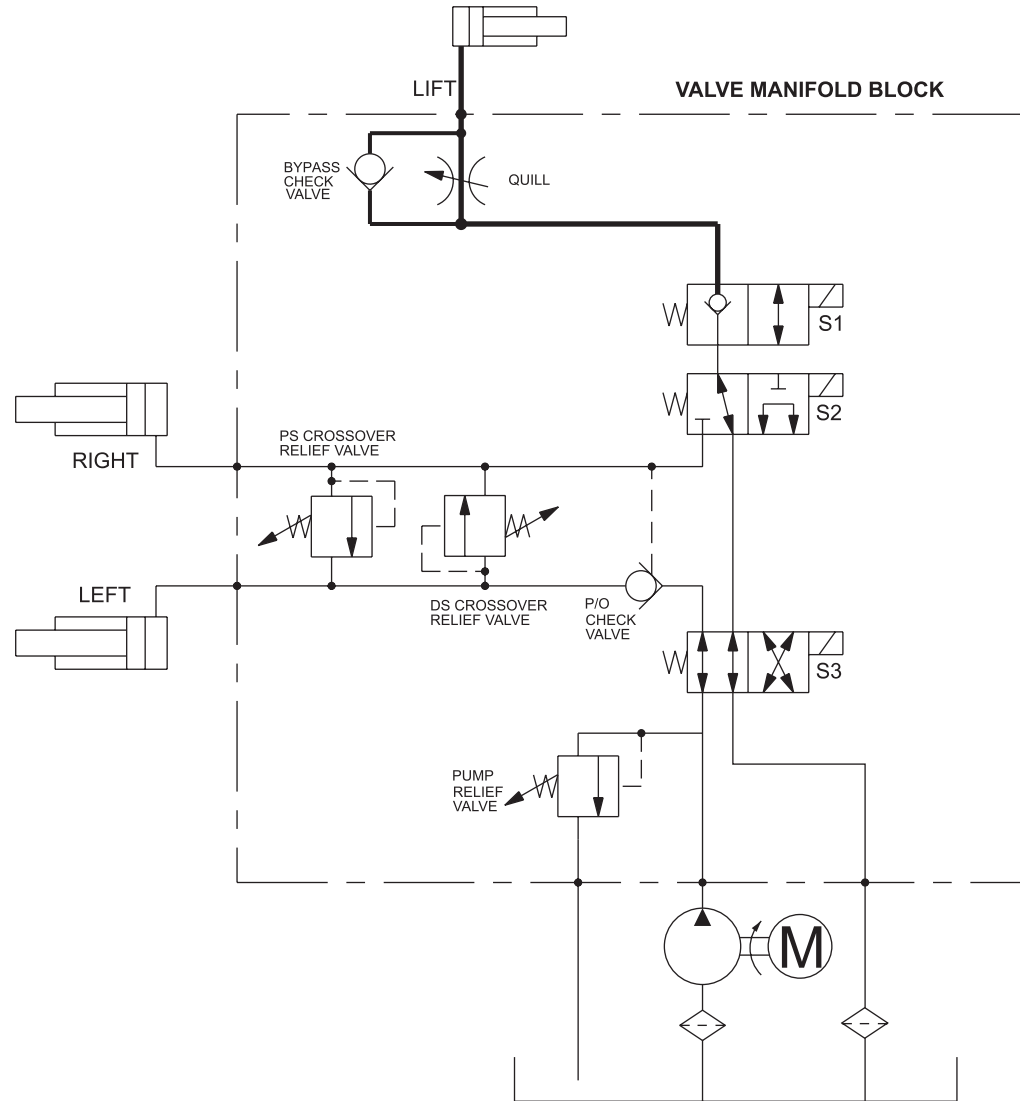 LIFT
VALVE MANIFOLD BLOCK
BYPASS
CHECK
VALVE
QUILL
S1
S2
PS CROSSOVER
RELIEF VALVE
RIGHT
LEFT
DS CROSSOVER
RELIEF VALVE
P/O
CHECK
VALVE
S3
PUMP
RELIEF
VALVE
M